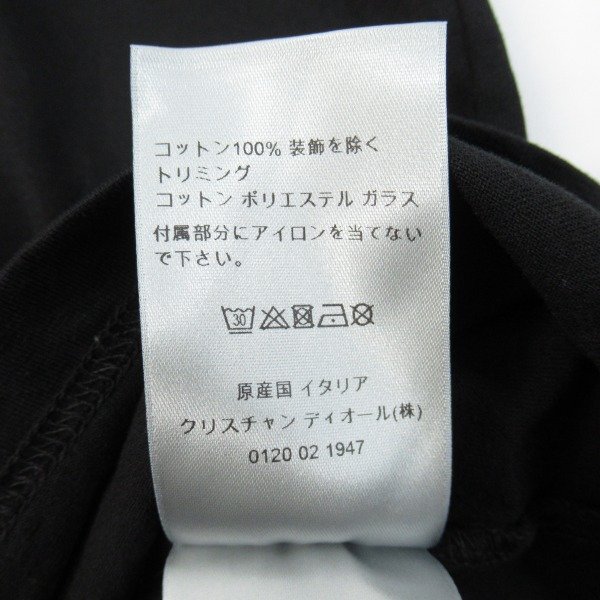 コットン100% 装飾を除く
トリミング
コットン ポリエステル ガラス
付属部分にアイロンを当てない
で下さい。
30
原産国 イタリア
クリスチャン ディオール(株)
0120 02 1947